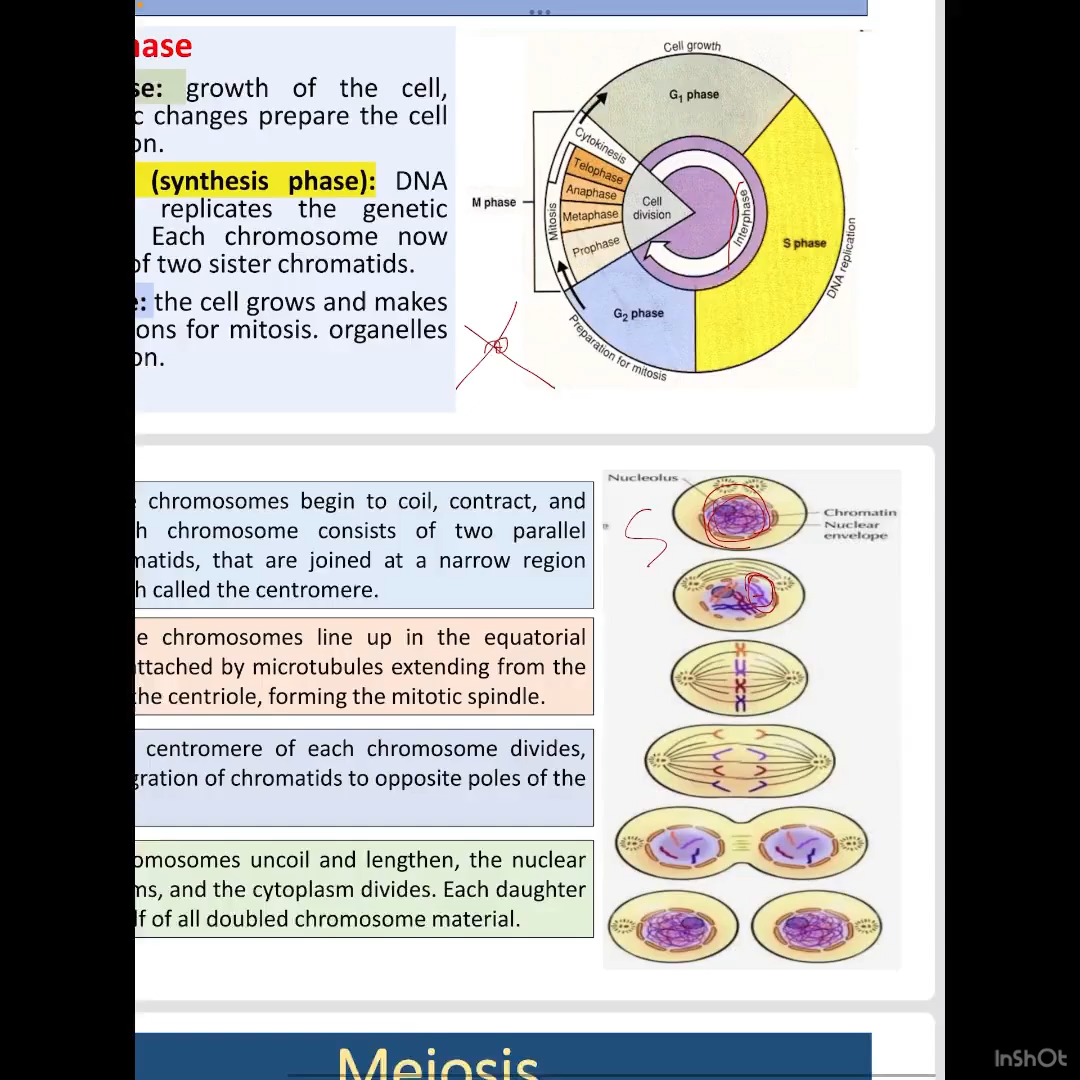 hase
se: growth of the cell,
c changes prepare the cell
on.
(synthesis phase): DNA
replicates the genetic
Each chromosome now
of two sister chromatids.
e: the cell grows and makes
ons for mitosis. organelles
on.
Cell growth
G1 phase
Cytokinesis
Telophase
Anaphase
Metaphase
Prophase
Mitosis
M phase
Cell
division
Interphase
S phase
DNA replication
G2 phase
Preparation for mitosis
e chromosomes begin to coil, contract, and
h chromosome consists of two parallel
matids, that are joined at a narrow region
h called the centromere.
e chromosomes line up in the equatorial
attached by microtubules extending from the
the centriole, forming the mitotic spindle.
centromere of each chromosome divides,
gration of chromatids to opposite poles of the
omosomes uncoil and lengthen, the nuclear
ms, and the cytoplasm divides. Each daughter
lf of all doubled chromosome material.
Nucleolus
Chromatin
Nuclear
envelope
S
Meiosis
InShOt